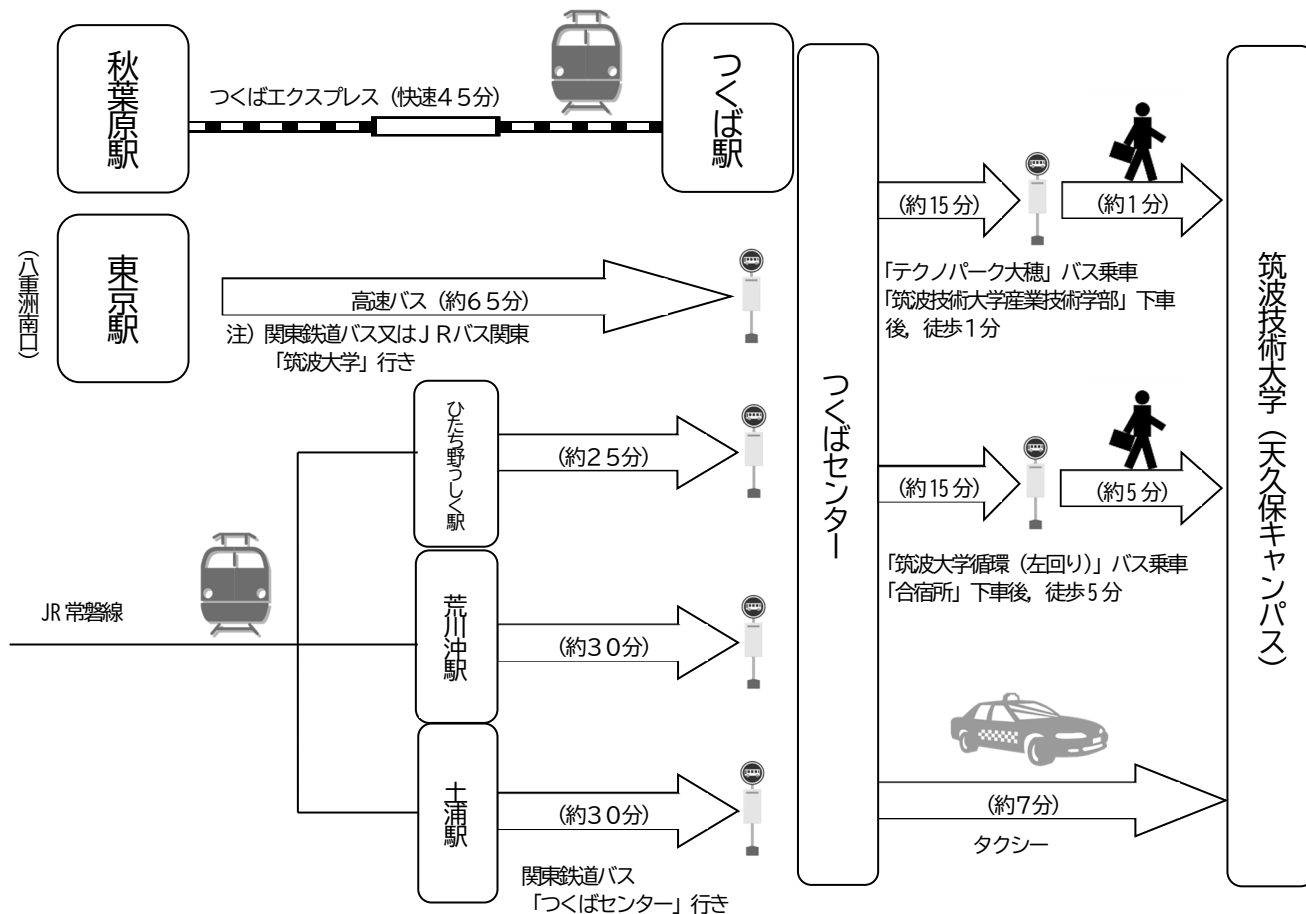 秋葉原駅
つくばエクスプレス（快速４５分）
つくば駅
（八重洲南口）
東京駅
高速バス（約６５分）
注）関東鉄道バス又はＪＲバス関東
「筑波大学」行き
JR 常磐線
ひたち野うしく駅
（約２５分）
荒川沖駅
（約３０分）
土浦駅
（約３０分）
関東鉄道バス
「つくばセンター」行き
つくばセンター
（約15 分）
（約１分）
「テクノパーク大穂」バス乗車
「筑波技術大学産業技術学部」下車
後，徒歩１分
（約15 分）
（約５分）
「筑波大学循環（左回り）」バス乗車
「合宿所」下車後，徒歩５分
（約７分）
タクシー
筑波技術大学（天久保キャンパス）